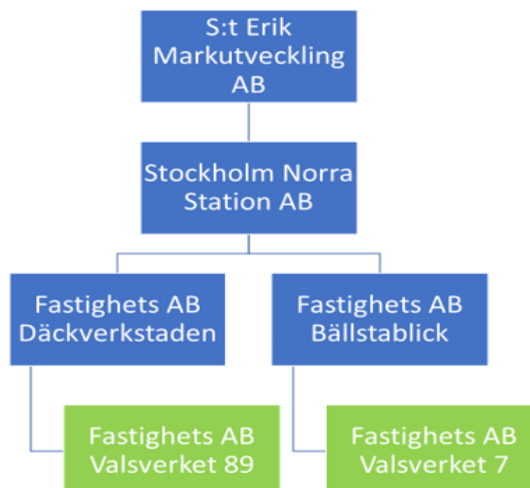 S:t Erik
Markutveckling
AB
Stockholm Norra
Station AB
Fastighets AB
Däckverkstaden
Fastighets AB
Bällstablick
Fastighets AB
Valsverket 89
Fastighets AB
Valsverket 7